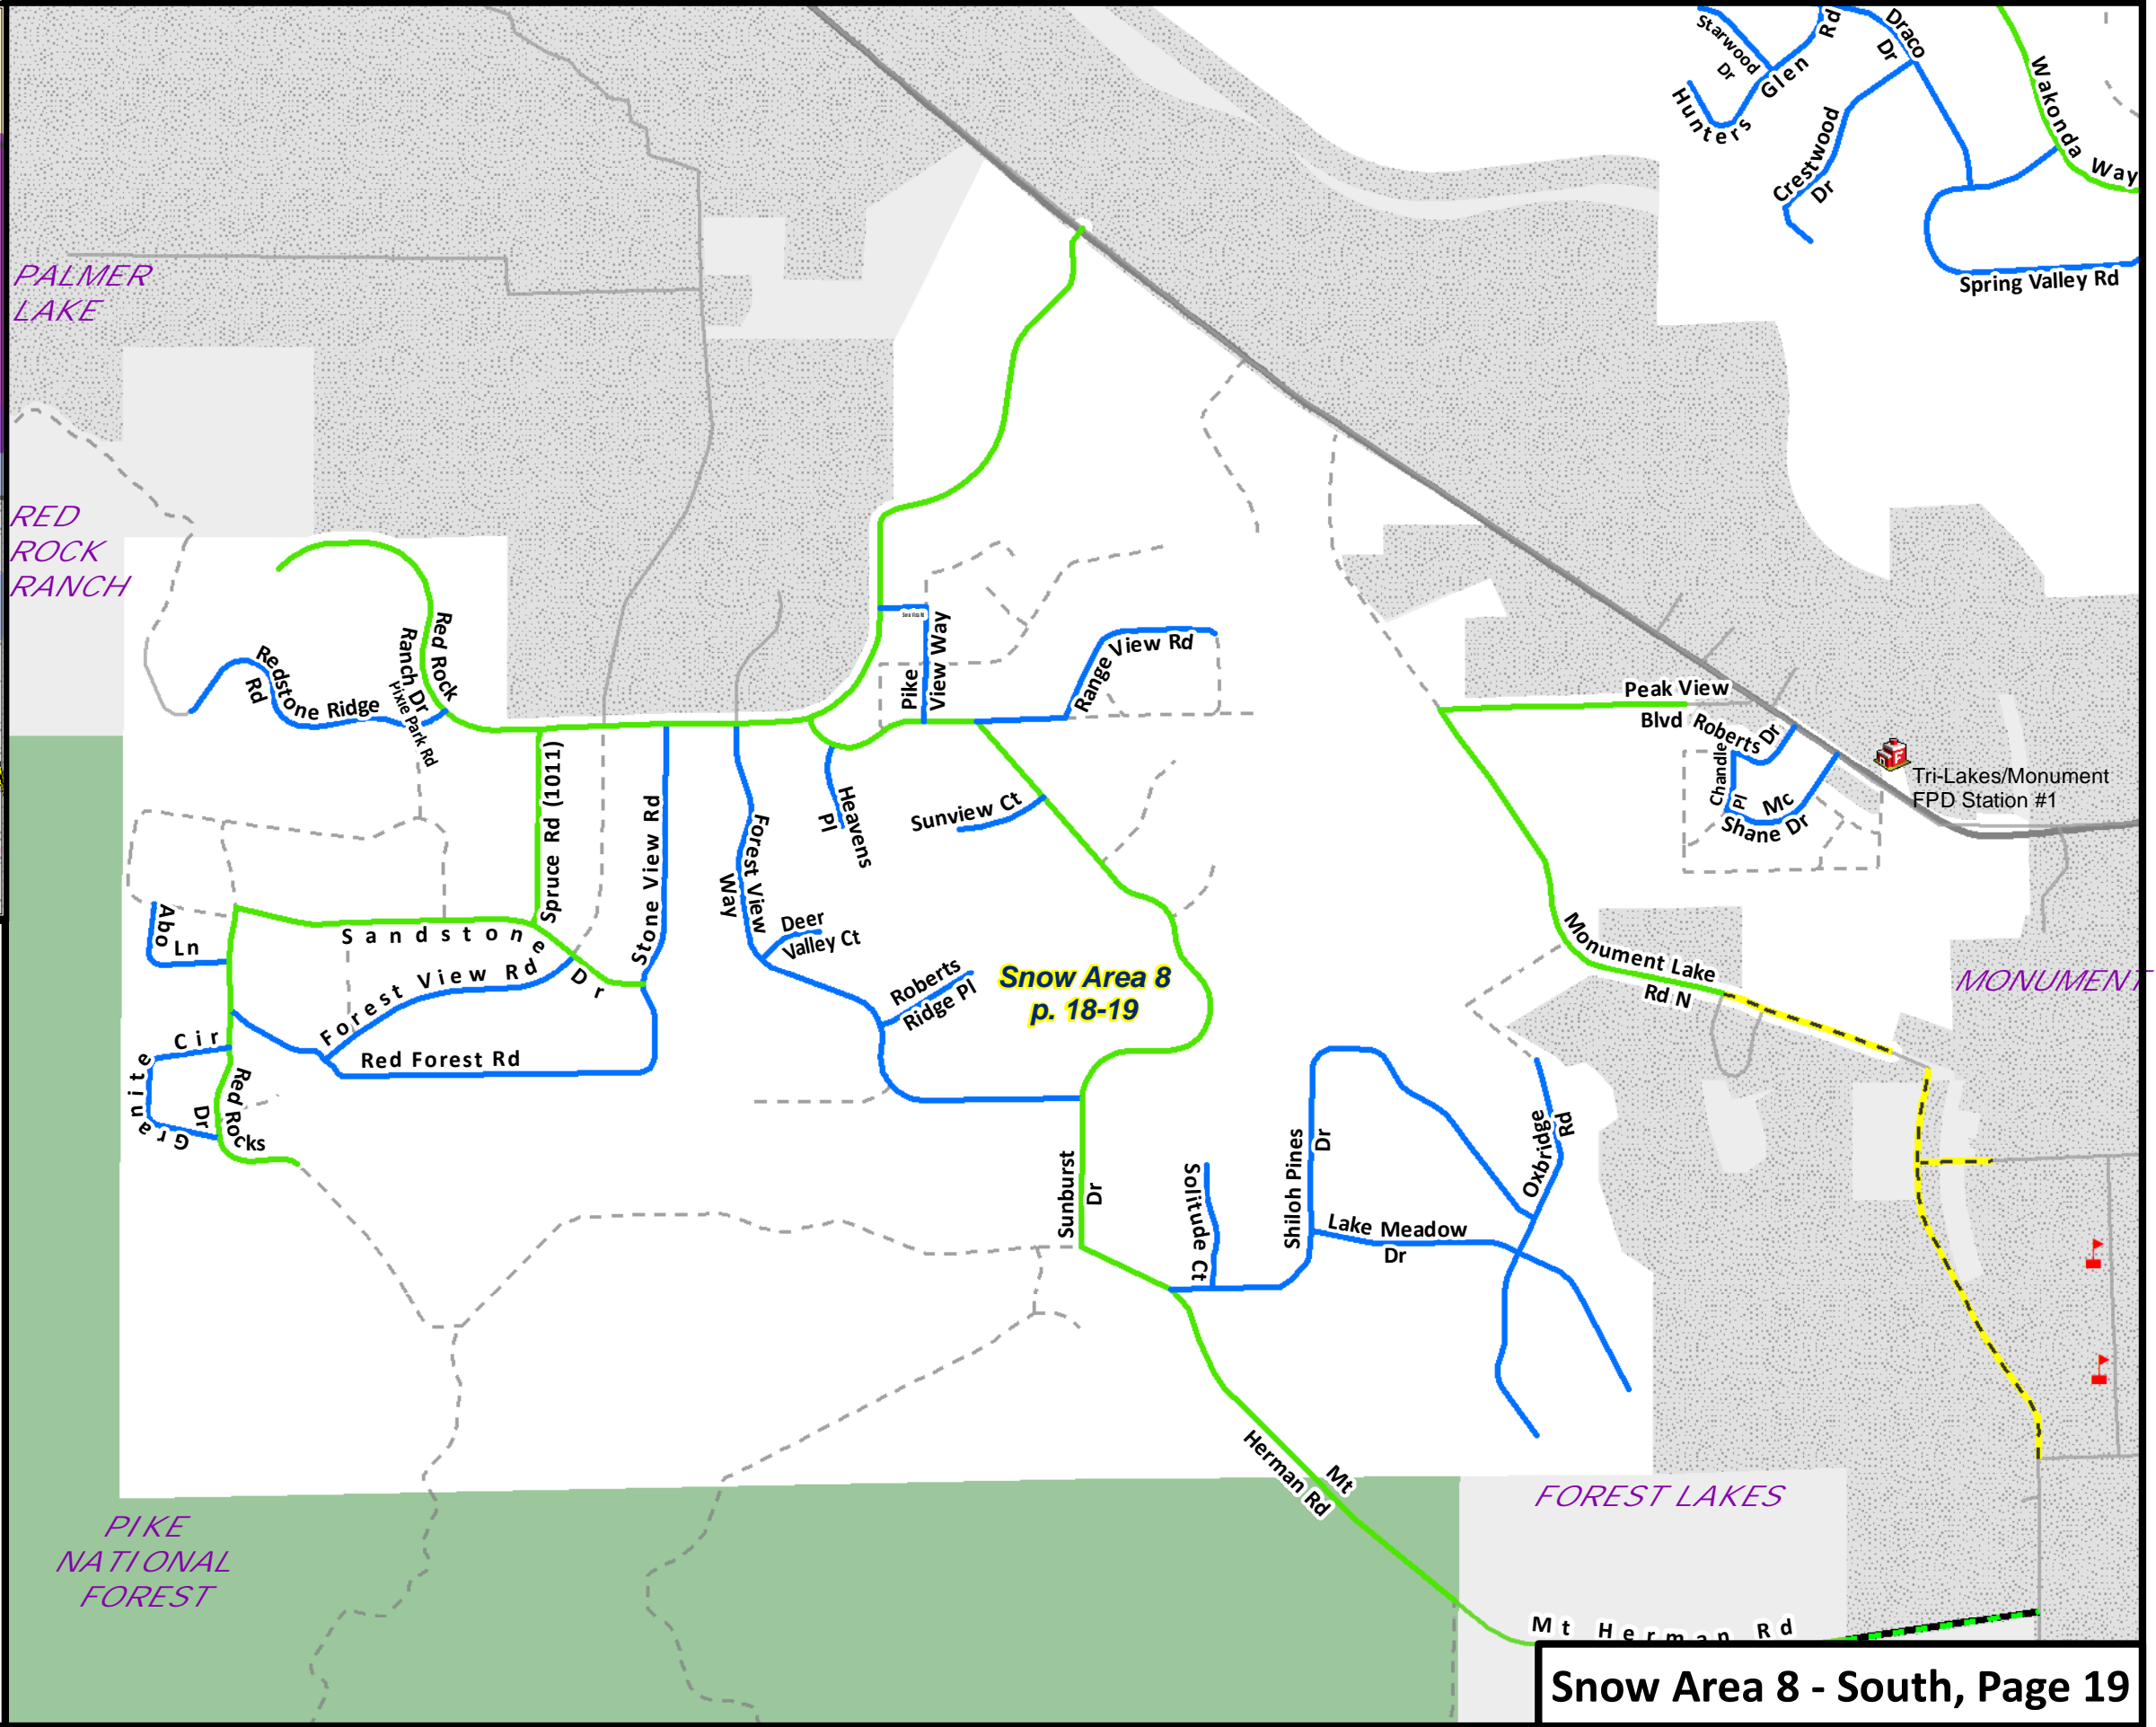 Starwood
Dr
Glen
Rd
Hunters
Draco
Dr
Crestwood
Dr
Wakonda
Way
Spring Valley Rd
PALMER
LAKE
RED
ROCK
RANCH
Red Rock
Ranch Dr
Redstone Ridge
Rd
Pixie Park Rd
Pike
View Way
Range
View Rd
Peak View
Blvd
Roberts
Dr
Chandle
Pl
Mc
Shane Dr
Tri-Lakes/Monument
FPD Station #1
Spruce Rd (1011)
Stone View Rd
Forest View
Way
Heavens
Pl
Sunview Ct
Deer
Valley Ct
Roberts
Ridge Pl
Snow Area 8
p. 18-19
Abo
Ln
Sandstone
Dr
Forest View Rd
Red Forest Rd
Granite
Cir
Red Rocks
Dr
Monument Lake
Rd N
MONUMENT
Sunburst
Dr
Solitude Ct
Shiloh Pines
Dr
Lake Meadow
Dr
Oxbridge
Rd
Mt
Herman Rd
FOREST LAKES
PIKE
NATIONAL
FOREST
Mt Herman Rd
Snow Area 8 - South, Page 19